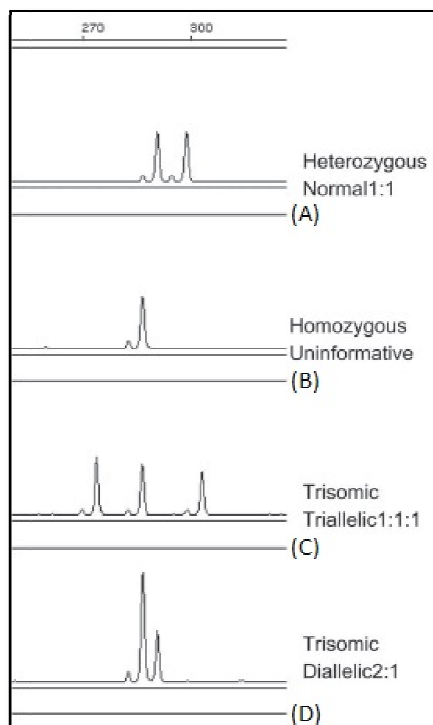 270 300
Heterozygous
Normal1:1
(A)
Homozygous
Uninformative
(B)
Trisomic
Triallelic1:1:1
(C)
Trisomic
Diallelic2:1
(D)